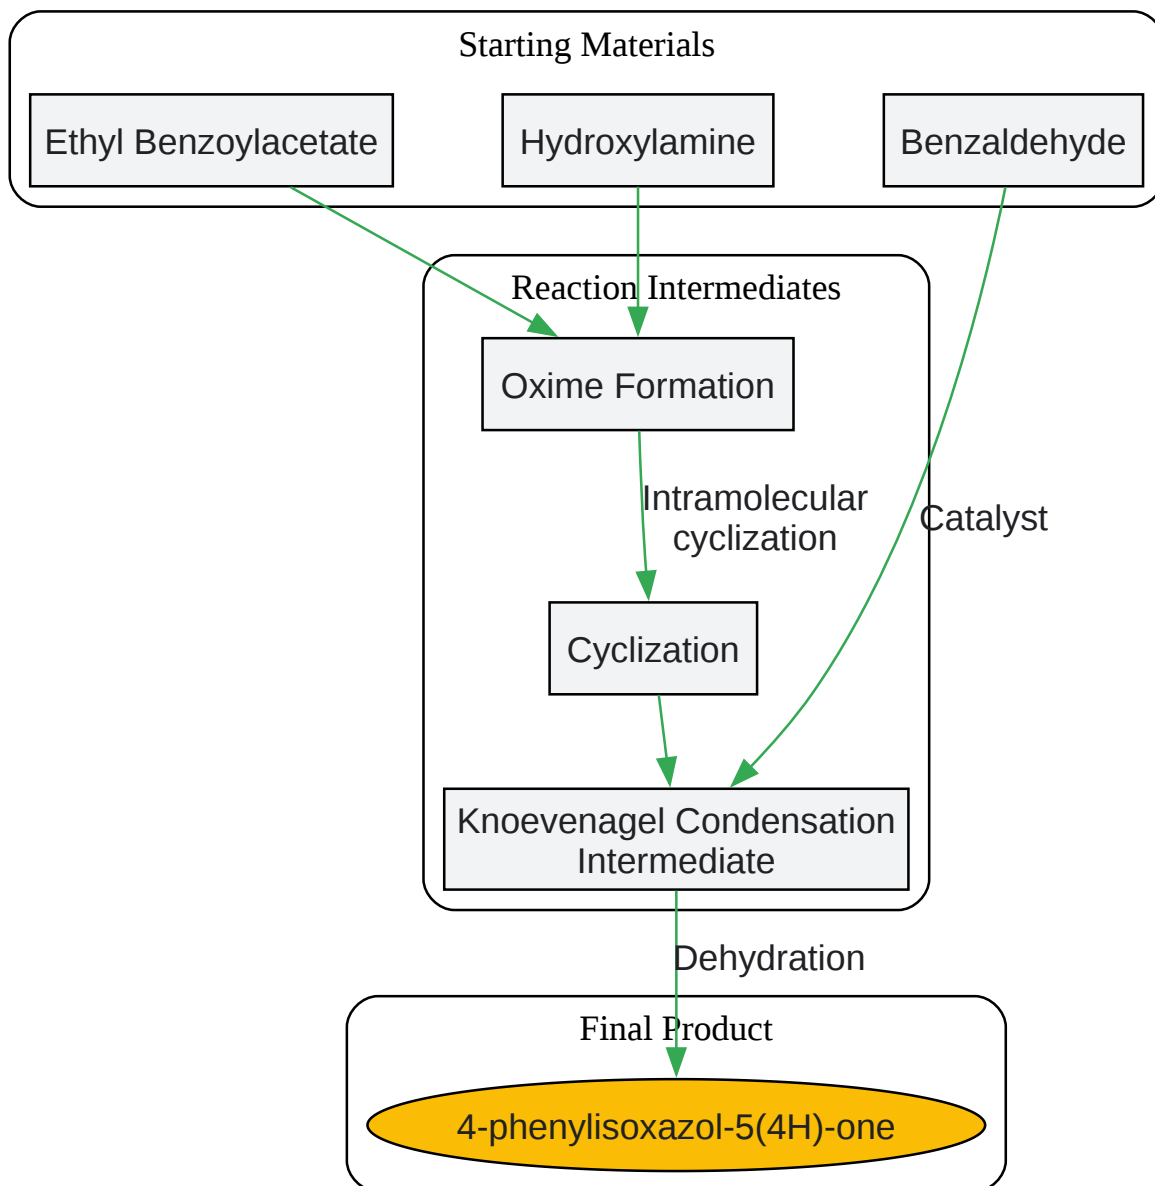 Starting Materials
Ethyl Benzoylacetate
Hydroxylamine
Benzaldehyde
Reaction Intermediates
Oxime Formation
Intramolecular
cyclization
Catalyst
Cyclization
Knoevenagel Condensation
Intermediate
Dehydration
Final Product
4-phenylisoxazol-5(4H)-one